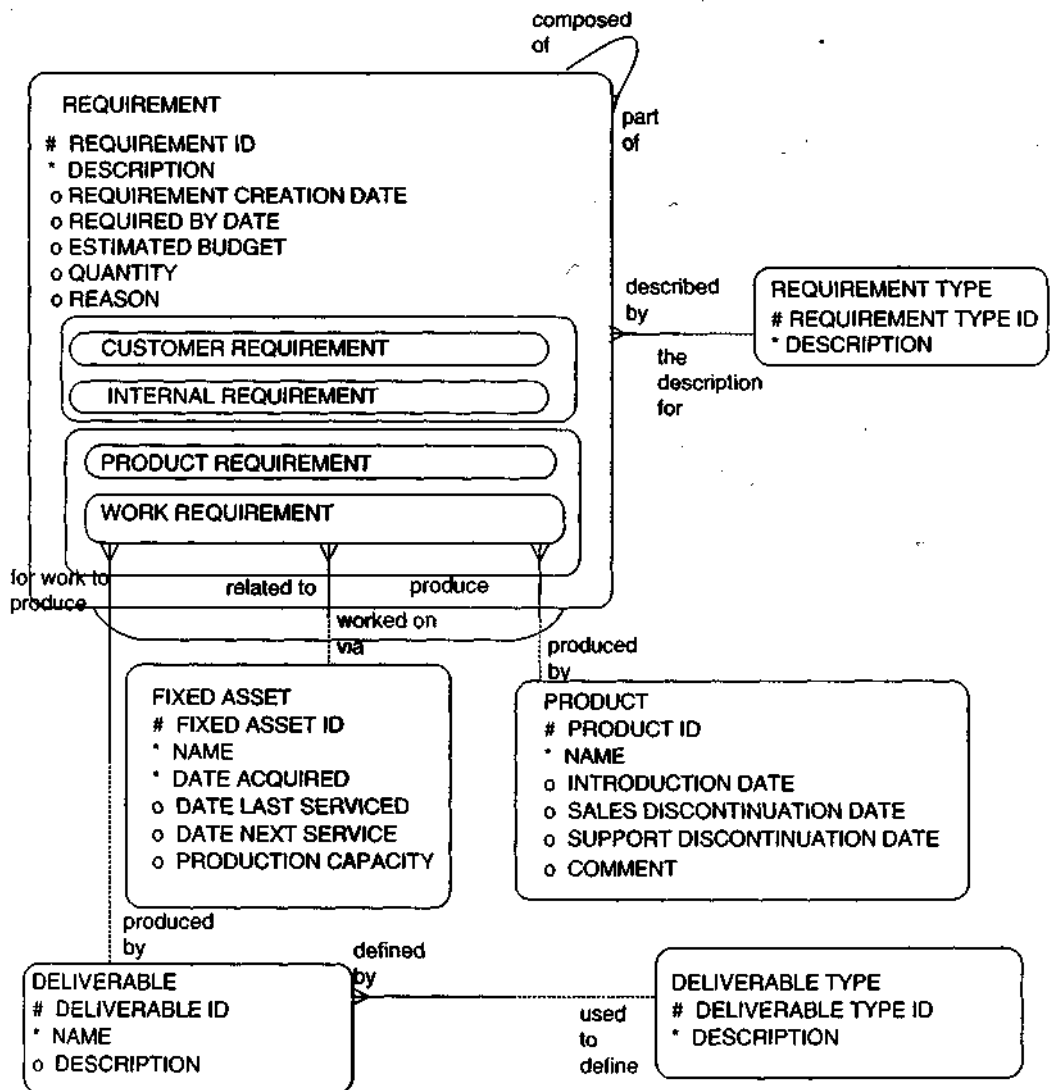 composed
of
REQUIREMENT
# REQUIREMENT ID
* DESCRIPTION
o REQUIREMENT CREATION DATE
o REQUIRED BY DATE
o ESTIMATED BUDGET
o QUANTITY
o REASON
part
of
CUSTOMER REQUIREMENT
INTERNAL REQUIREMENT
PRODUCT REQUIREMENT
WORK REQUIREMENT
described
by
the
description
for
REQUIREMENT TYPE
# REQUIREMENT TYPE ID
* DESCRIPTION
for work to
produce
related to
produce
worked on
via
produced
by
FIXED ASSET
# FIXED ASSET ID
* NAME
* DATE ACQUIRED
o DATE LAST SERVICED
o DATE NEXT SERVICE
o PRODUCTION CAPACITY
PRODUCT
# PRODUCT ID
* NAME
o INTRODUCTION DATE
o SALES DISCONTINUATION DATE
o SUPPORT DISCONTINUATION DATE
o COMMENT
produced
by
defined
by
DELIVERABLE
# DELIVERABLE ID
* NAME
o DESCRIPTION
used
to
define
DELIVERABLE TYPE
# DELIVERABLE TYPE ID
* DESCRIPTION